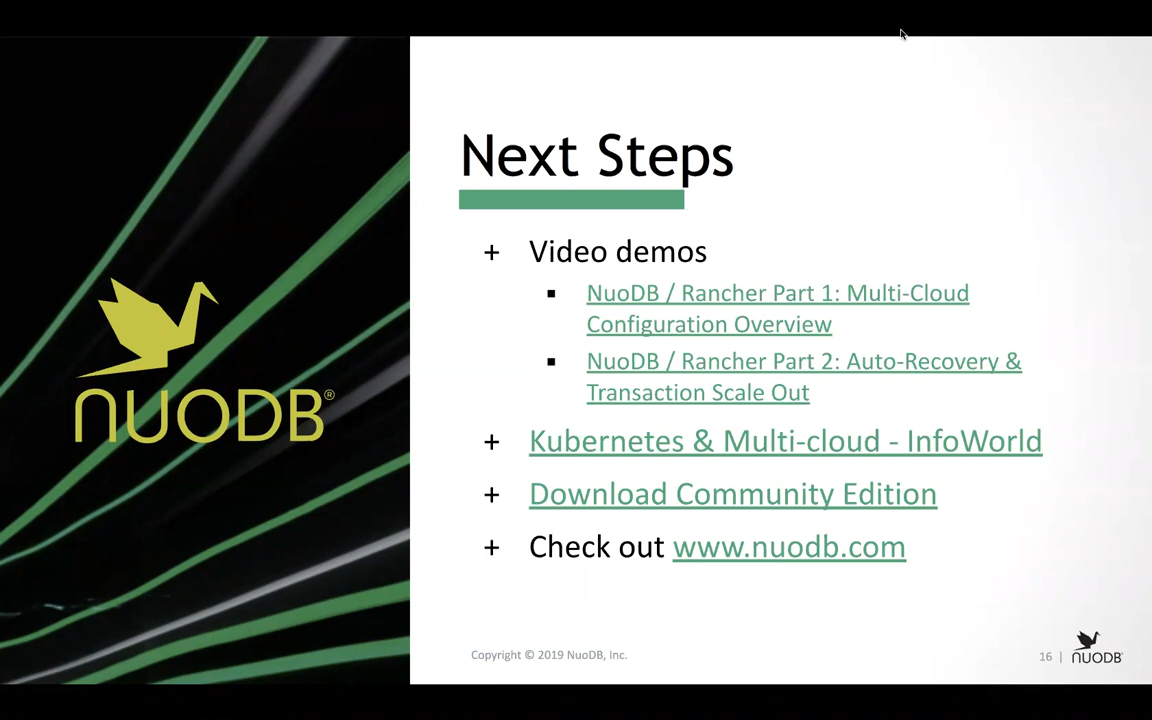 NUODB®
Next Steps
+ Video demos
▪ NuoDB / Rancher Part 1: Multi-Cloud
Configuration Overview
▪ NuoDB / Rancher Part 2: Auto-Recovery &
Transaction Scale Out
+ Kubernetes & Multi-cloud - InfoWorld
+ Download Community Edition
+ Check out www.nuodb.com
Copyright © 2019 NuoDB, Inc.
16 | NUODB